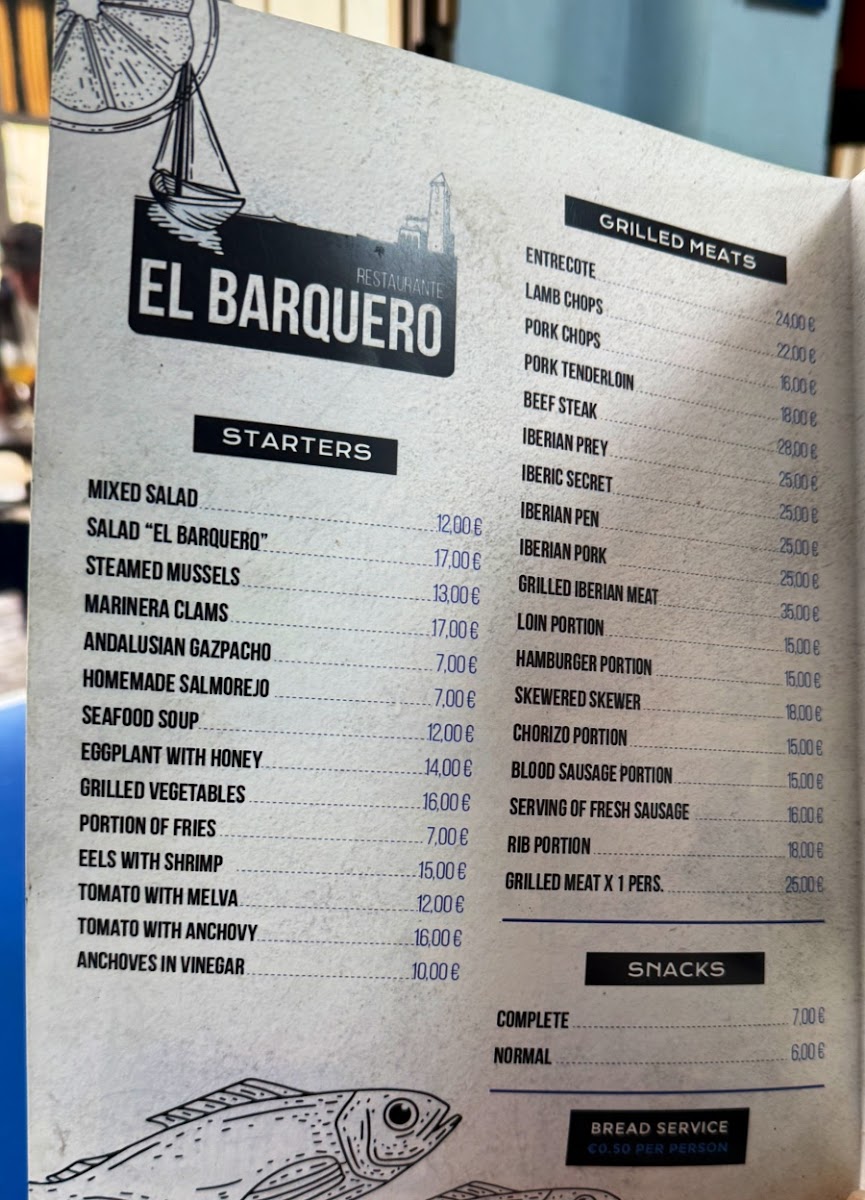 RESTAURANTE
EL BARQUERO
STARTERS
MIXED SALAD 12,00 €
SALAD “EL BARQUERO” 17,00 €
STEAMED MUSSELS 13,00 €
MARINERA CLAMS 17,00 €
ANDALUSIAN GAZPACHO 7,00 €
HOMEMADE SALMOREJO 7,00 €
SEAFOOD SOUP 12,00 €
EGGPLANT WITH HONEY 14,00 €
GRILLED VEGETABLES 16,00 €
PORTION OF FRIES 7,00 €
EELS WITH SHRIMP 15,00 €
TOMATO WITH MELVA 12,00 €
TOMATO WITH ANCHOVY 16,00 €
ANCHOVES IN VINEGAR 10,00 €
GRILLED MEATS
ENTRECOTE 24,00 €
LAMB CHOPS 22,00 €
PORK CHOPS 16,00 €
PORK TENDERLOIN 18,00 €
BEEF STEAK 28,00 €
IBERIAN PREY 25,00 €
IBERIC SECRET 25,00 €
IBERIAN PEN 25,00 €
IBERIAN PORK 25,00 €
GRILLED IBERIAN MEAT 35,00 €
LOIN PORTION 15,00 €
HAMBURGER PORTION 15,00 €
SKEWERED SKEWER 18,00 €
CHORIZO PORTION 15,00 €
BLOOD SAUSAGE PORTION 15,00 €
SERVING OF FRESH SAUSAGE 16,00 €
RIB PORTION 18,00 €
GRILLED MEAT X 1 PERS. 25,00 €
SNACKS
COMPLETE 7,00 €
NORMAL 6,00 €
BREAD SERVICE
€0.50 PER PERSON